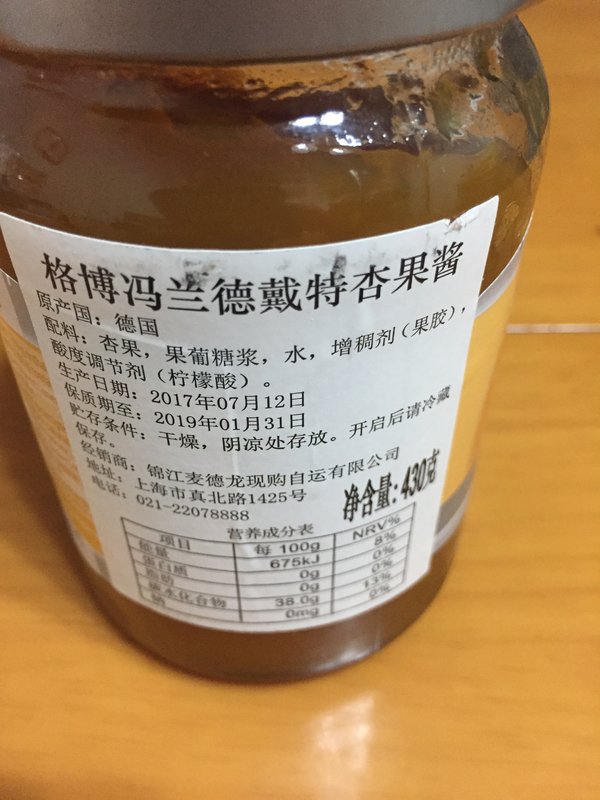 格博冯兰德戴特杏果酱
原产国：德国
配料：杏果，果葡糖浆，水，增稠剂（果胶），
酸度调节剂（柠檬酸）。
生产日期：2017年07月12日
保质期至：2019年01月31日
贮存条件：干燥，阴凉处存放。开启后请冷藏
保存。
经销商：锦江麦德龙现购自运有限公司
地址：上海市真北路1425号
电话：021-22078888
净含量：430克
营养成分表
项目 每 100g NRV%
能量 675kJ 8%
蛋白质 0g 0%
脂肪 0g 0%
碳水化合物 38.0g 13%
钠 0mg 0%